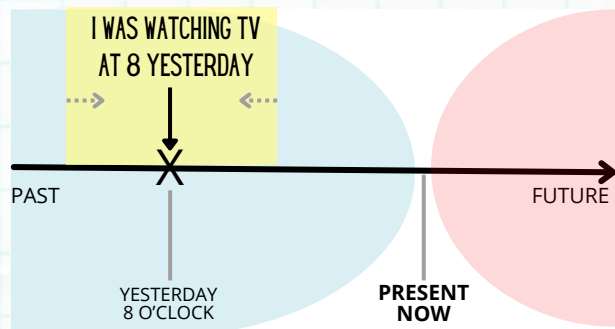 I WAS WATCHING TV
AT 8 YESTERDAY
X
PAST
FUTURE
YESTERDAY
8 O'CLOCK
PRESENT
NOW